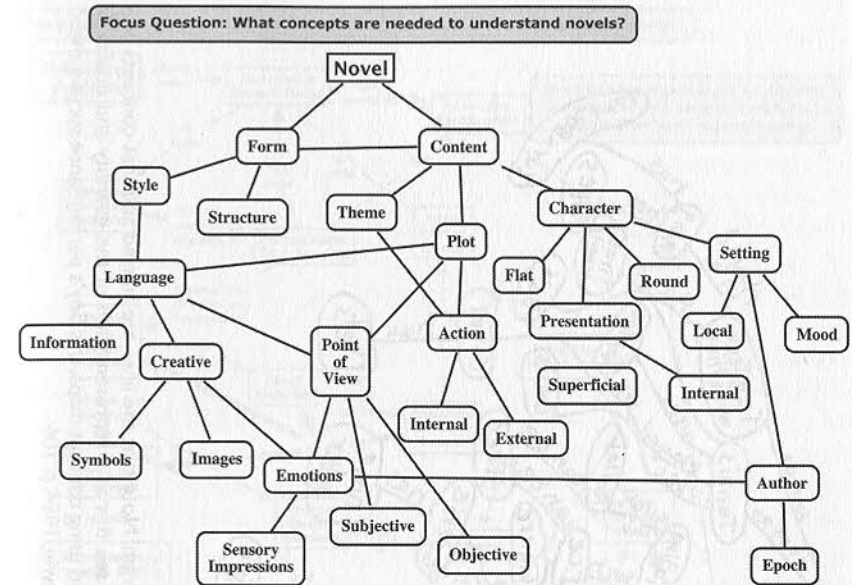 Focus Question: What concepts are needed to understand novels?
Novel
Form
Content
Style
Structure
Theme
Character
Plot
Setting
Language
Flat
Round
Information
Creative
Point
of
View
Action
Presentation
Local
Mood
Superficial
Internal
Internal
External
Symbols
Images
Emotions
Author
Subjective
Sensory
Impressions
Objective
Epoch